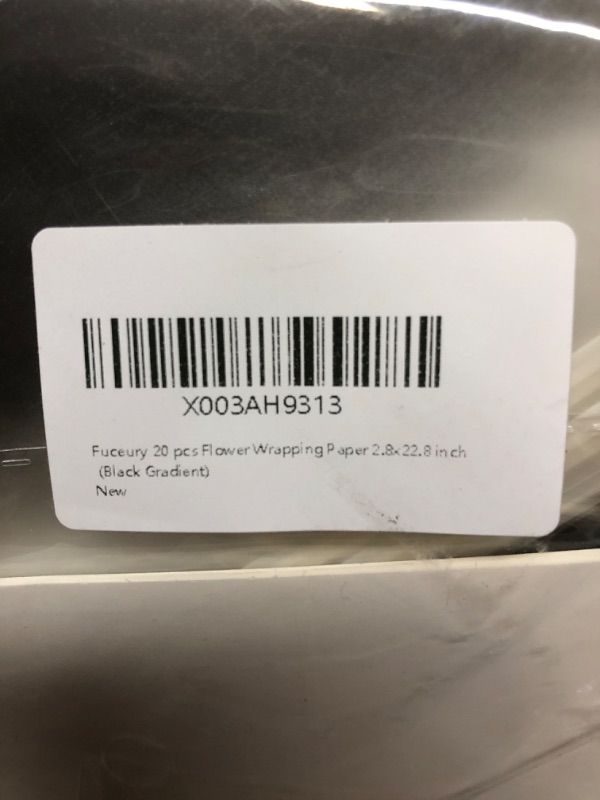 X003AH9313
Fuceury 20 pcs Flower Wrapping Paper 2.8x22.8 inch
(Black Gradient)
New